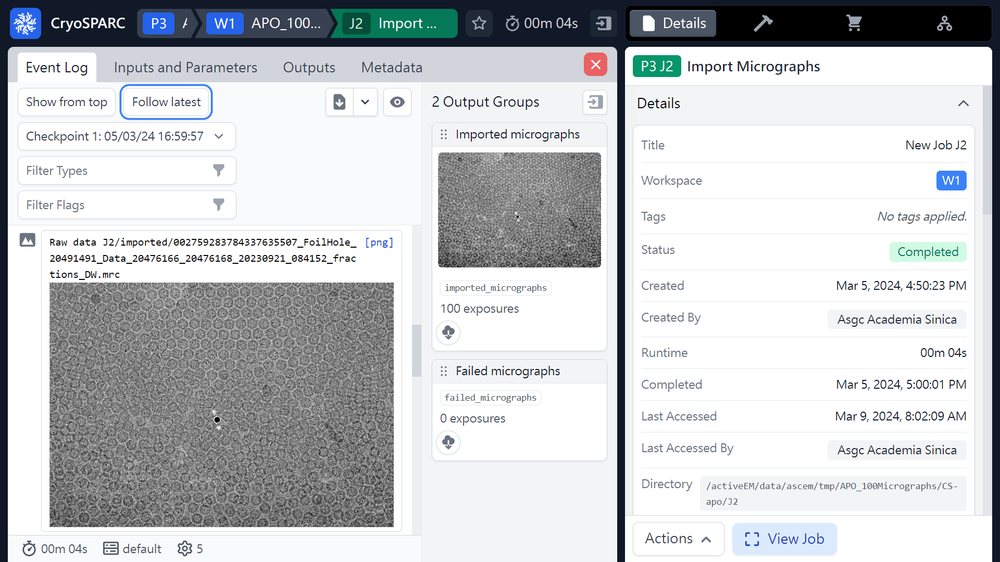 CryoSPARC
P3
W1 APO_100...
J2 Import ...
00m 04s
Details
Event Log
Inputs and Parameters
Outputs
Metadata
Show from top
Follow latest
Checkpoint 1: 05/03/24 16:59:57
Filter Types
Filter Flags
Raw data J2/imported/002759283784337635507_FoilHole_ [png]
20491491_Data_20476166_20476168_20230921_084152_frac
tions_DW.mrc
00m 04s
default
5
2 Output Groups
Imported micrographs
imported_micrographs
100 exposures
Failed micrographs
failed_micrographs
0 exposures
P3 J2 Import Micrographs
Details
Title New Job J2
Workspace W1
Tags No tags applied.
Status Completed
Created Mar 5, 2024, 4:50:23 PM
Created By Asgc Academia Sinica
Runtime 00m 04s
Completed Mar 5, 2024, 5:00:01 PM
Last Accessed Mar 9, 2024, 8:02:09 AM
Last Accessed By Asgc Academia Sinica
Directory /activeEM/data/ascem/tmp/APO_100Micrographs/CS-
apo/J2
Actions
View Job